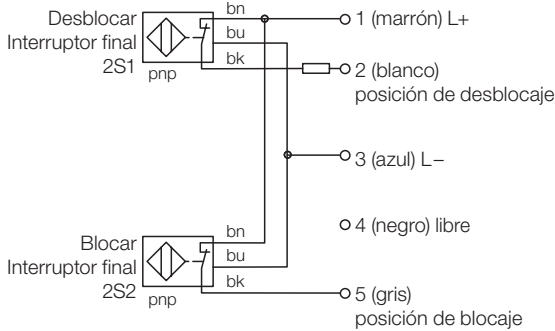 Desblocar
Interruptor final
2S1
pnp
bn
bu
bk
1 (marrón) L+
2 (blanco)
posición de desblocaje
3 (azul) L−
4 (negro) libre
Blocar
Interruptor final
2S2
pnp
bn
bu
bk
5 (gris)
posición de blocaje